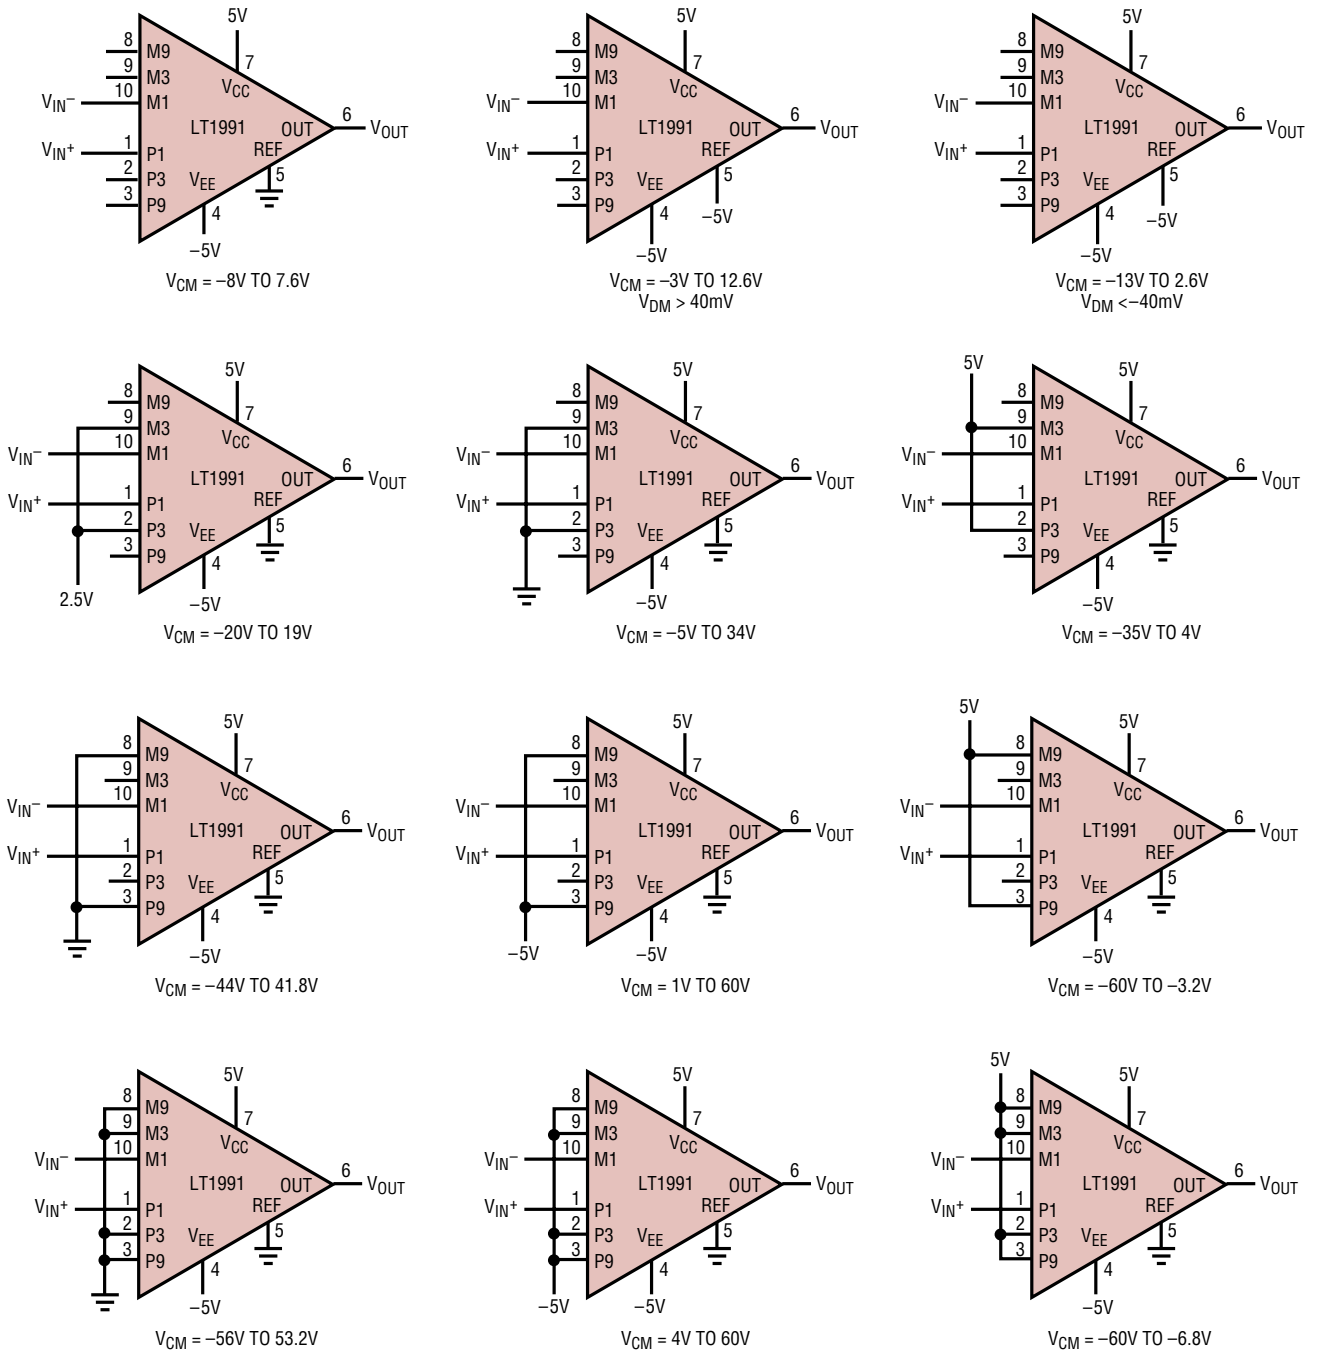 5V
8 M9
9 M3
10 M1
7
VCC
VIN–
LT1991
OUT
6
VOUT
VIN+
1 P1
2 P3
3 P9
REF
5
VEE
4
–5V
VCM = –8V TO 7.6V
5V
8 M9
9 M3
10 M1
7
VCC
VIN–
LT1991
OUT
6
VOUT
VIN+
1 P1
2 P3
3 P9
REF
5
–5V
VEE
4
–5V
VCM = –3V TO 12.6V
VDM > 40mV
5V
8 M9
9 M3
10 M1
7
VCC
VIN–
LT1991
OUT
6
VOUT
VIN+
1 P1
2 P3
3 P9
REF
5
–5V
VEE
4
–5V
VCM = –13V TO 2.6V
VDM <–40mV
5V
8 M9
9 M3
10 M1
7
VCC
VIN–
LT1991
OUT
6
VOUT
VIN+
1 P1
2 P3
3 P9
REF
5
VEE
4
2.5V
–5V
VCM = –20V TO 19V
5V
8 M9
9 M3
10 M1
7
VCC
VIN–
LT1991
OUT
6
VOUT
VIN+
1 P1
2 P3
3 P9
REF
5
VEE
4
–5V
VCM = –5V TO 34V
5V
5V
8 M9
9 M3
10 M1
7
VCC
VIN–
LT1991
OUT
6
VOUT
VIN+
1 P1
2 P3
3 P9
REF
5
VEE
4
–5V
VCM = –35V TO 4V
5V
8 M9
9 M3
10 M1
7
VCC
VIN–
LT1991
OUT
6
VOUT
VIN+
1 P1
2 P3
3 P9
REF
5
VEE
4
–5V
VCM = –44V TO 41.8V
5V
8 M9
9 M3
10 M1
7
VCC
VIN–
LT1991
OUT
6
VOUT
VIN+
1 P1
2 P3
3 P9
REF
5
VEE
4
–5V
–5V
VCM = 1V TO 60V
5V
5V
8 M9
9 M3
10 M1
7
VCC
VIN–
LT1991
OUT
6
VOUT
VIN+
1 P1
2 P3
3 P9
REF
5
VEE
4
–5V
VCM = –60V TO –3.2V
5V
8 M9
9 M3
10 M1
7
VCC
VIN–
LT1991
OUT
6
VOUT
VIN+
1 P1
2 P3
3 P9
REF
5
VEE
4
–5V
VCM = –56V TO 53.2V
5V
8 M9
9 M3
10 M1
7
VCC
VIN–
LT1991
OUT
6
VOUT
VIN+
1 P1
2 P3
3 P9
REF
5
VEE
4
–5V
–5V
VCM = 4V TO 60V
5V
5V
8 M9
9 M3
10 M1
7
VCC
VIN–
LT1991
OUT
6
VOUT
VIN+
1 P1
2 P3
3 P9
REF
5
VEE
4
–5V
VCM = –60V TO –6.8V